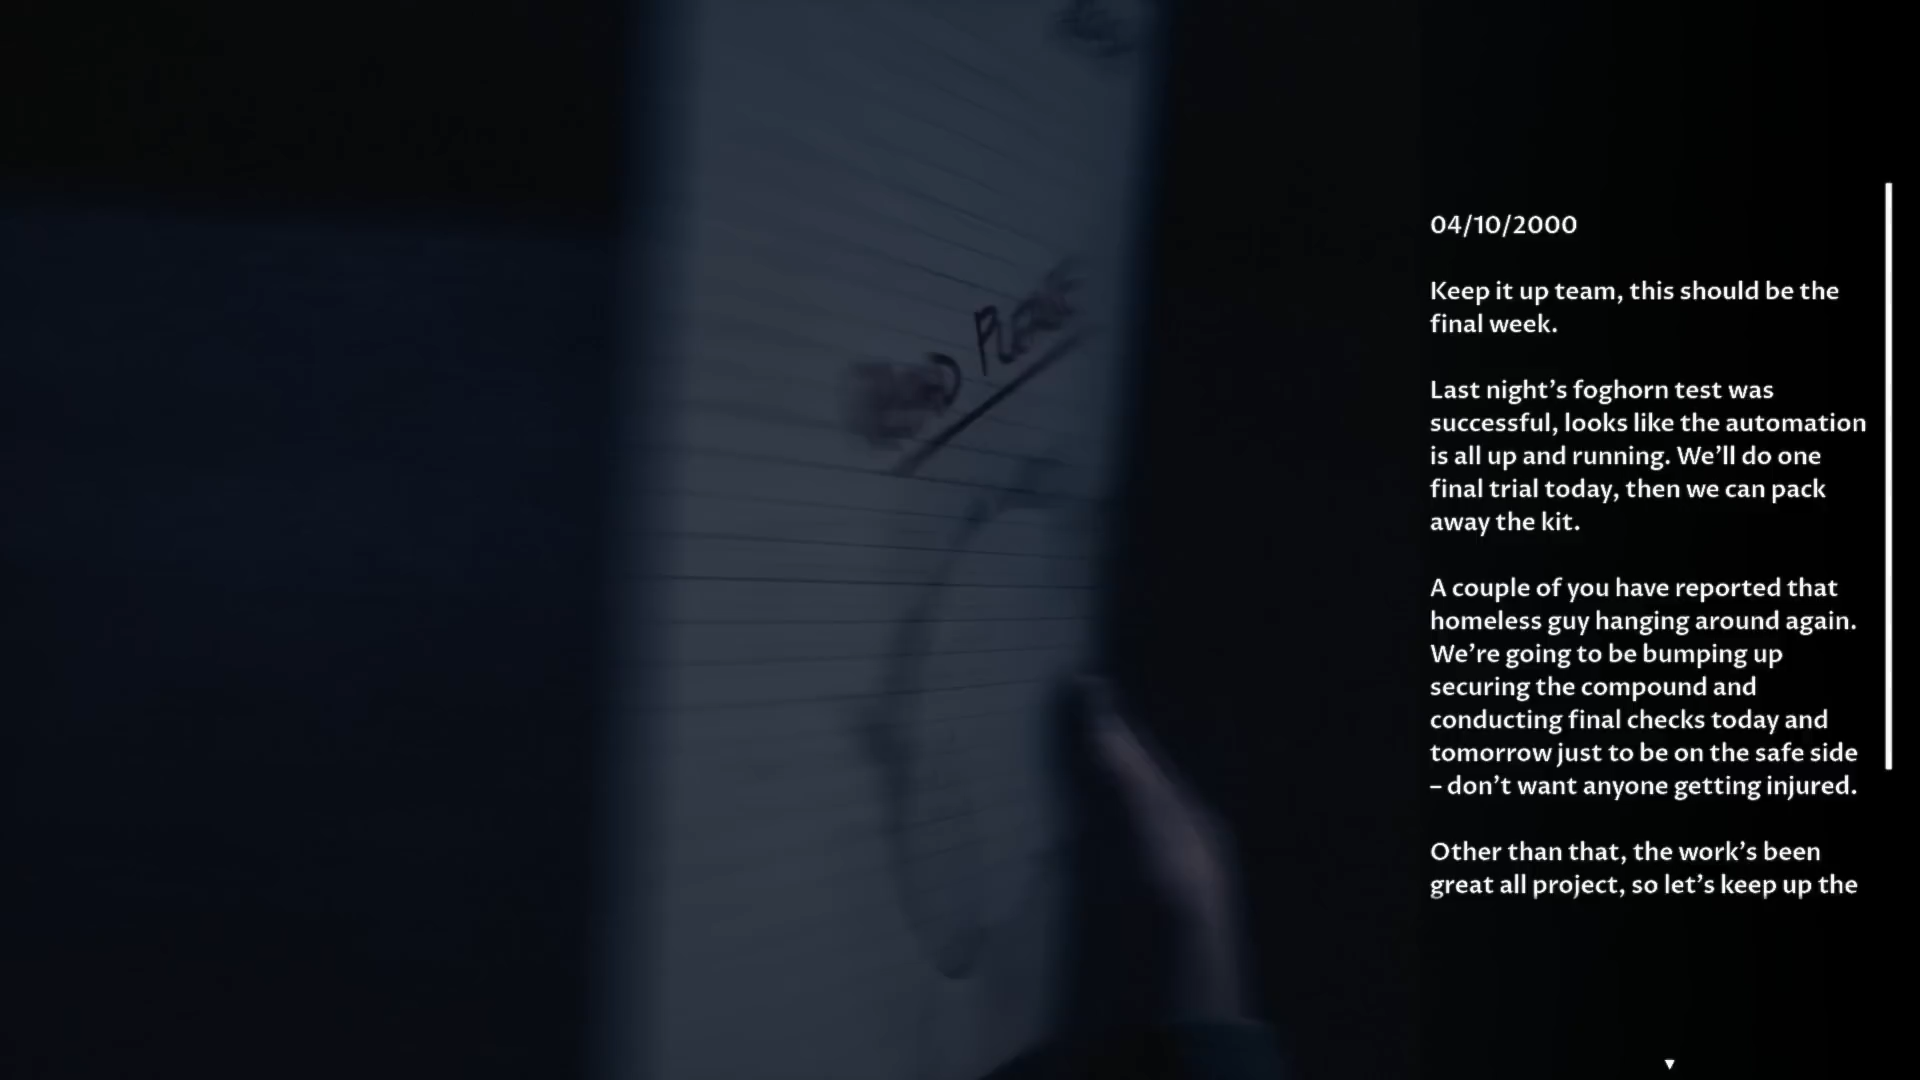 04/10/2000
Keep it up team, this should be the
final week.
Last night's foghorn test was
successful, looks like the automation
is all up and running. We'll do one
final trial today, then we can pack
away the kit.
A couple of you have reported that
homeless guy hanging around again.
We're going to be bumping up
securing the compound and
conducting final checks today and
tomorrow just to be on the safe side
– don't want anyone getting injured.
Other than that, the work's been
great all project, so let's keep up the